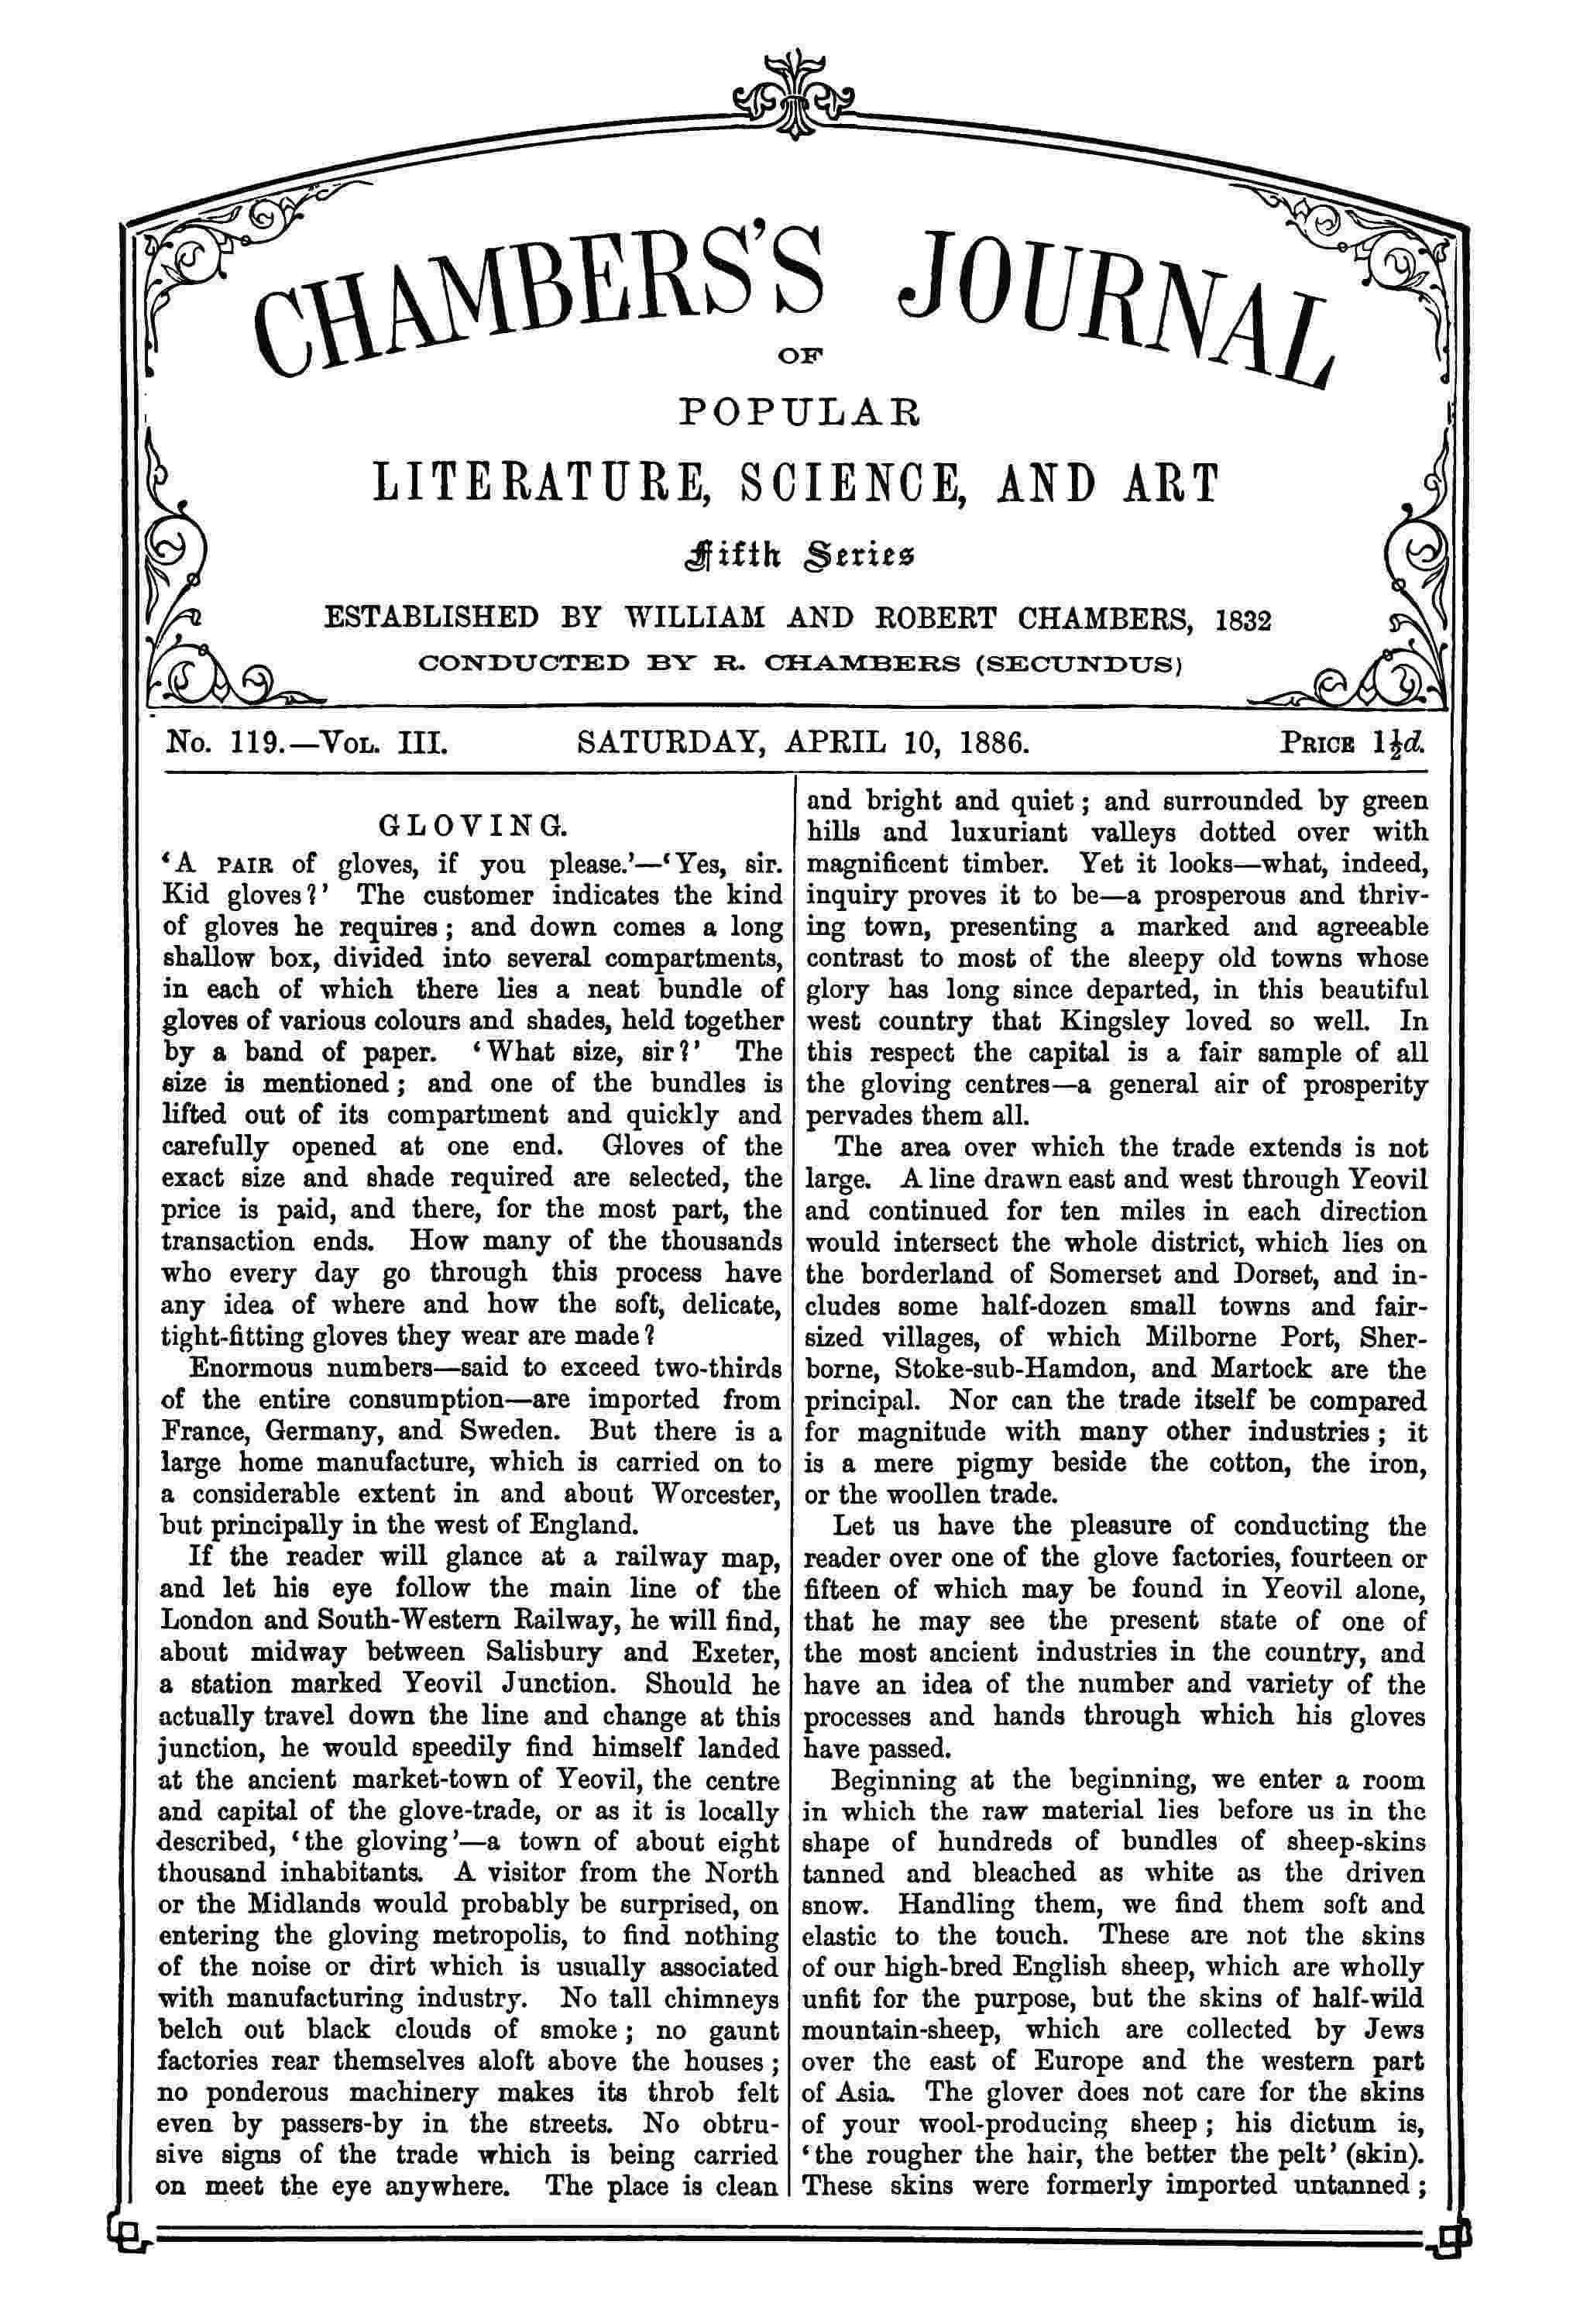 CHAMBERS'S JOURNAL
OF
POPULAR
LITERATURE, SCIENCE, AND ART
Fifth Series
ESTABLISHED BY WILLIAM AND ROBERT CHAMBERS, 1832
CONDUCTED BY R. CHAMBERS (SECUNDUS)
No. 119.—Vol. III.
SATURDAY, APRIL 10, 1886.
Price 1½d.
GLOVING.
‘A PAIR of gloves, if you please.’—‘Yes, sir.
Kid gloves?’ The customer indicates the kind
of gloves he requires; and down comes a long
shallow box, divided into several compartments,
in each of which there lies a neat bundle of
gloves of various colours and shades, held together
by a band of paper. ‘What size, sir?’ The
size is mentioned; and one of the bundles is
lifted out of its compartment and quickly and
carefully opened at one end. Gloves of the
exact size and shade required are selected, the
price is paid, and there, for the most part, the
transaction ends. How many of the thousands
who every day go through this process have
any idea of where and how the soft, delicate,
tight-fitting gloves they wear are made?
Enormous numbers—said to exceed two-thirds
of the entire consumption—are imported from
France, Germany, and Sweden. But there is a
large home manufacture, which is carried on to
a considerable extent in and about Worcester,
but principally in the west of England.
If the reader will glance at a railway map,
and let his eye follow the main line of the
London and South-Western Railway, he will find,
about midway between Salisbury and Exeter,
a station marked Yeovil Junction. Should he
actually travel down the line and change at this
junction, he would speedily find himself landed
at the ancient market-town of Yeovil, the centre
and capital of the glove-trade, or as it is locally
described, ‘the gloving’—a town of about eight
thousand inhabitants. A visitor from the North
or the Midlands would probably be surprised, on
entering the gloving metropolis, to find nothing
of the noise or dirt which is usually associated
with manufacturing industry. No tall chimneys
belch out black clouds of smoke; no gaunt
factories rear themselves aloft above the houses;
no ponderous machinery makes its throb felt
even by passers-by in the streets. No obtru-
sive signs of the trade which is being carried
on meet the eye anywhere. The place is clean
and bright and quiet; and surrounded by green
hills and luxuriant valleys dotted over with
magnificent timber. Yet it looks—what, indeed,
inquiry proves it to be—a prosperous and thriv-
ing town, presenting a marked and agreeable
contrast to most of the sleepy old towns whose
glory has long since departed, in this beautiful
west country that Kingsley loved so well. In
this respect the capital is a fair sample of all
the gloving centres—a general air of prosperity
pervades them all.
The area over which the trade extends is not
large. A line drawn east and west through Yeovil
and continued for ten miles in each direction
would intersect the whole district, which lies on
the borderland of Somerset and Dorset, and in-
cludes some half-dozen small towns and fair-
sized villages, of which Milborne Port, Sher-
borne, Stoke-sub-Hamdon, and Martock are the
principal. Nor can the trade itself be compared
for magnitude with many other industries; it
is a mere pigmy beside the cotton, the iron,
or the woollen trade.
Let us have the pleasure of conducting the
reader over one of the glove factories, fourteen or
fifteen of which may be found in Yeovil alone,
that he may see the present state of one of
the most ancient industries in the country, and
have an idea of the number and variety of the
processes and hands through which his gloves
have passed.
Beginning at the beginning, we enter a room
in which the raw material lies before us in the
shape of hundreds of bundles of sheep-skins
tanned and bleached as white as the driven
snow. Handling them, we find them soft and
elastic to the touch. These are not the skins
of our high-bred English sheep, which are wholly
unfit for the purpose, but the skins of half-wild
mountain-sheep, which are collected by Jews
over the east of Europe and the western part
of Asia. The glover does not care for the skins
of your wool-producing sheep; his dictum is,
‘the rougher the hair, the better the pelt’ (skin).
These skins were formerly imported untanned;